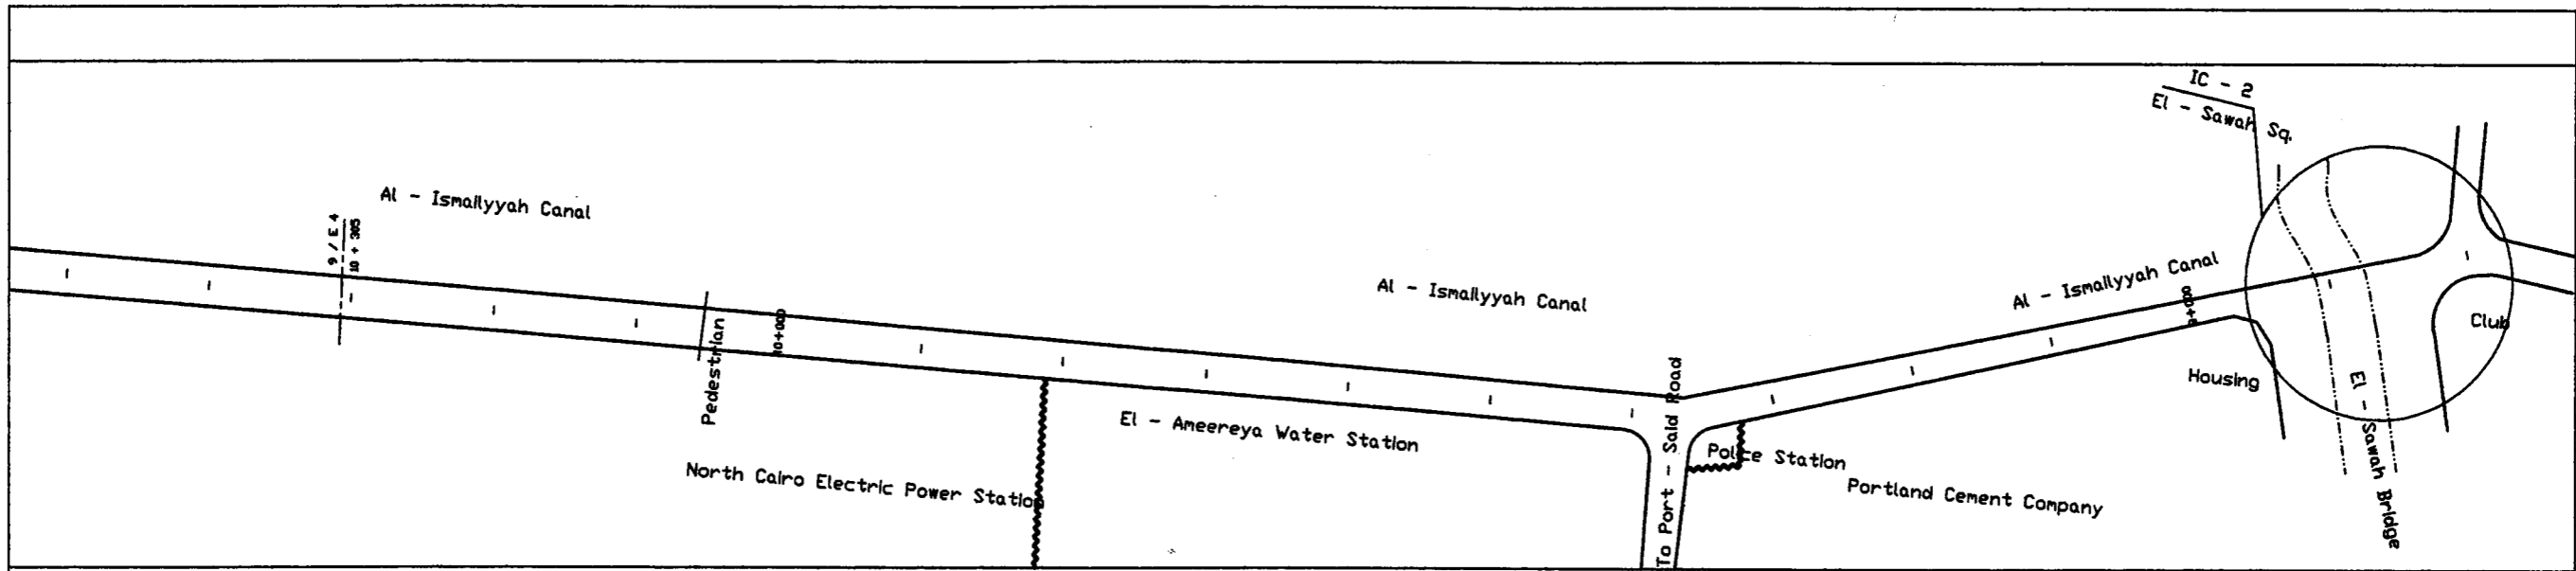 IC - 2
El - Sawah Sq.
Al - Ismailyyah Canal
9 / E 4
10 + 305
Al - Ismailyyah Canal
Al - Ismailyyah Canal
Pedestrian
10+000
Club
Housing
El - Sawah Bridge
El - Ameereya Water Station
To Port - Said Road
Police Station
North Cairo Electric Power Station
Portland Cement Company